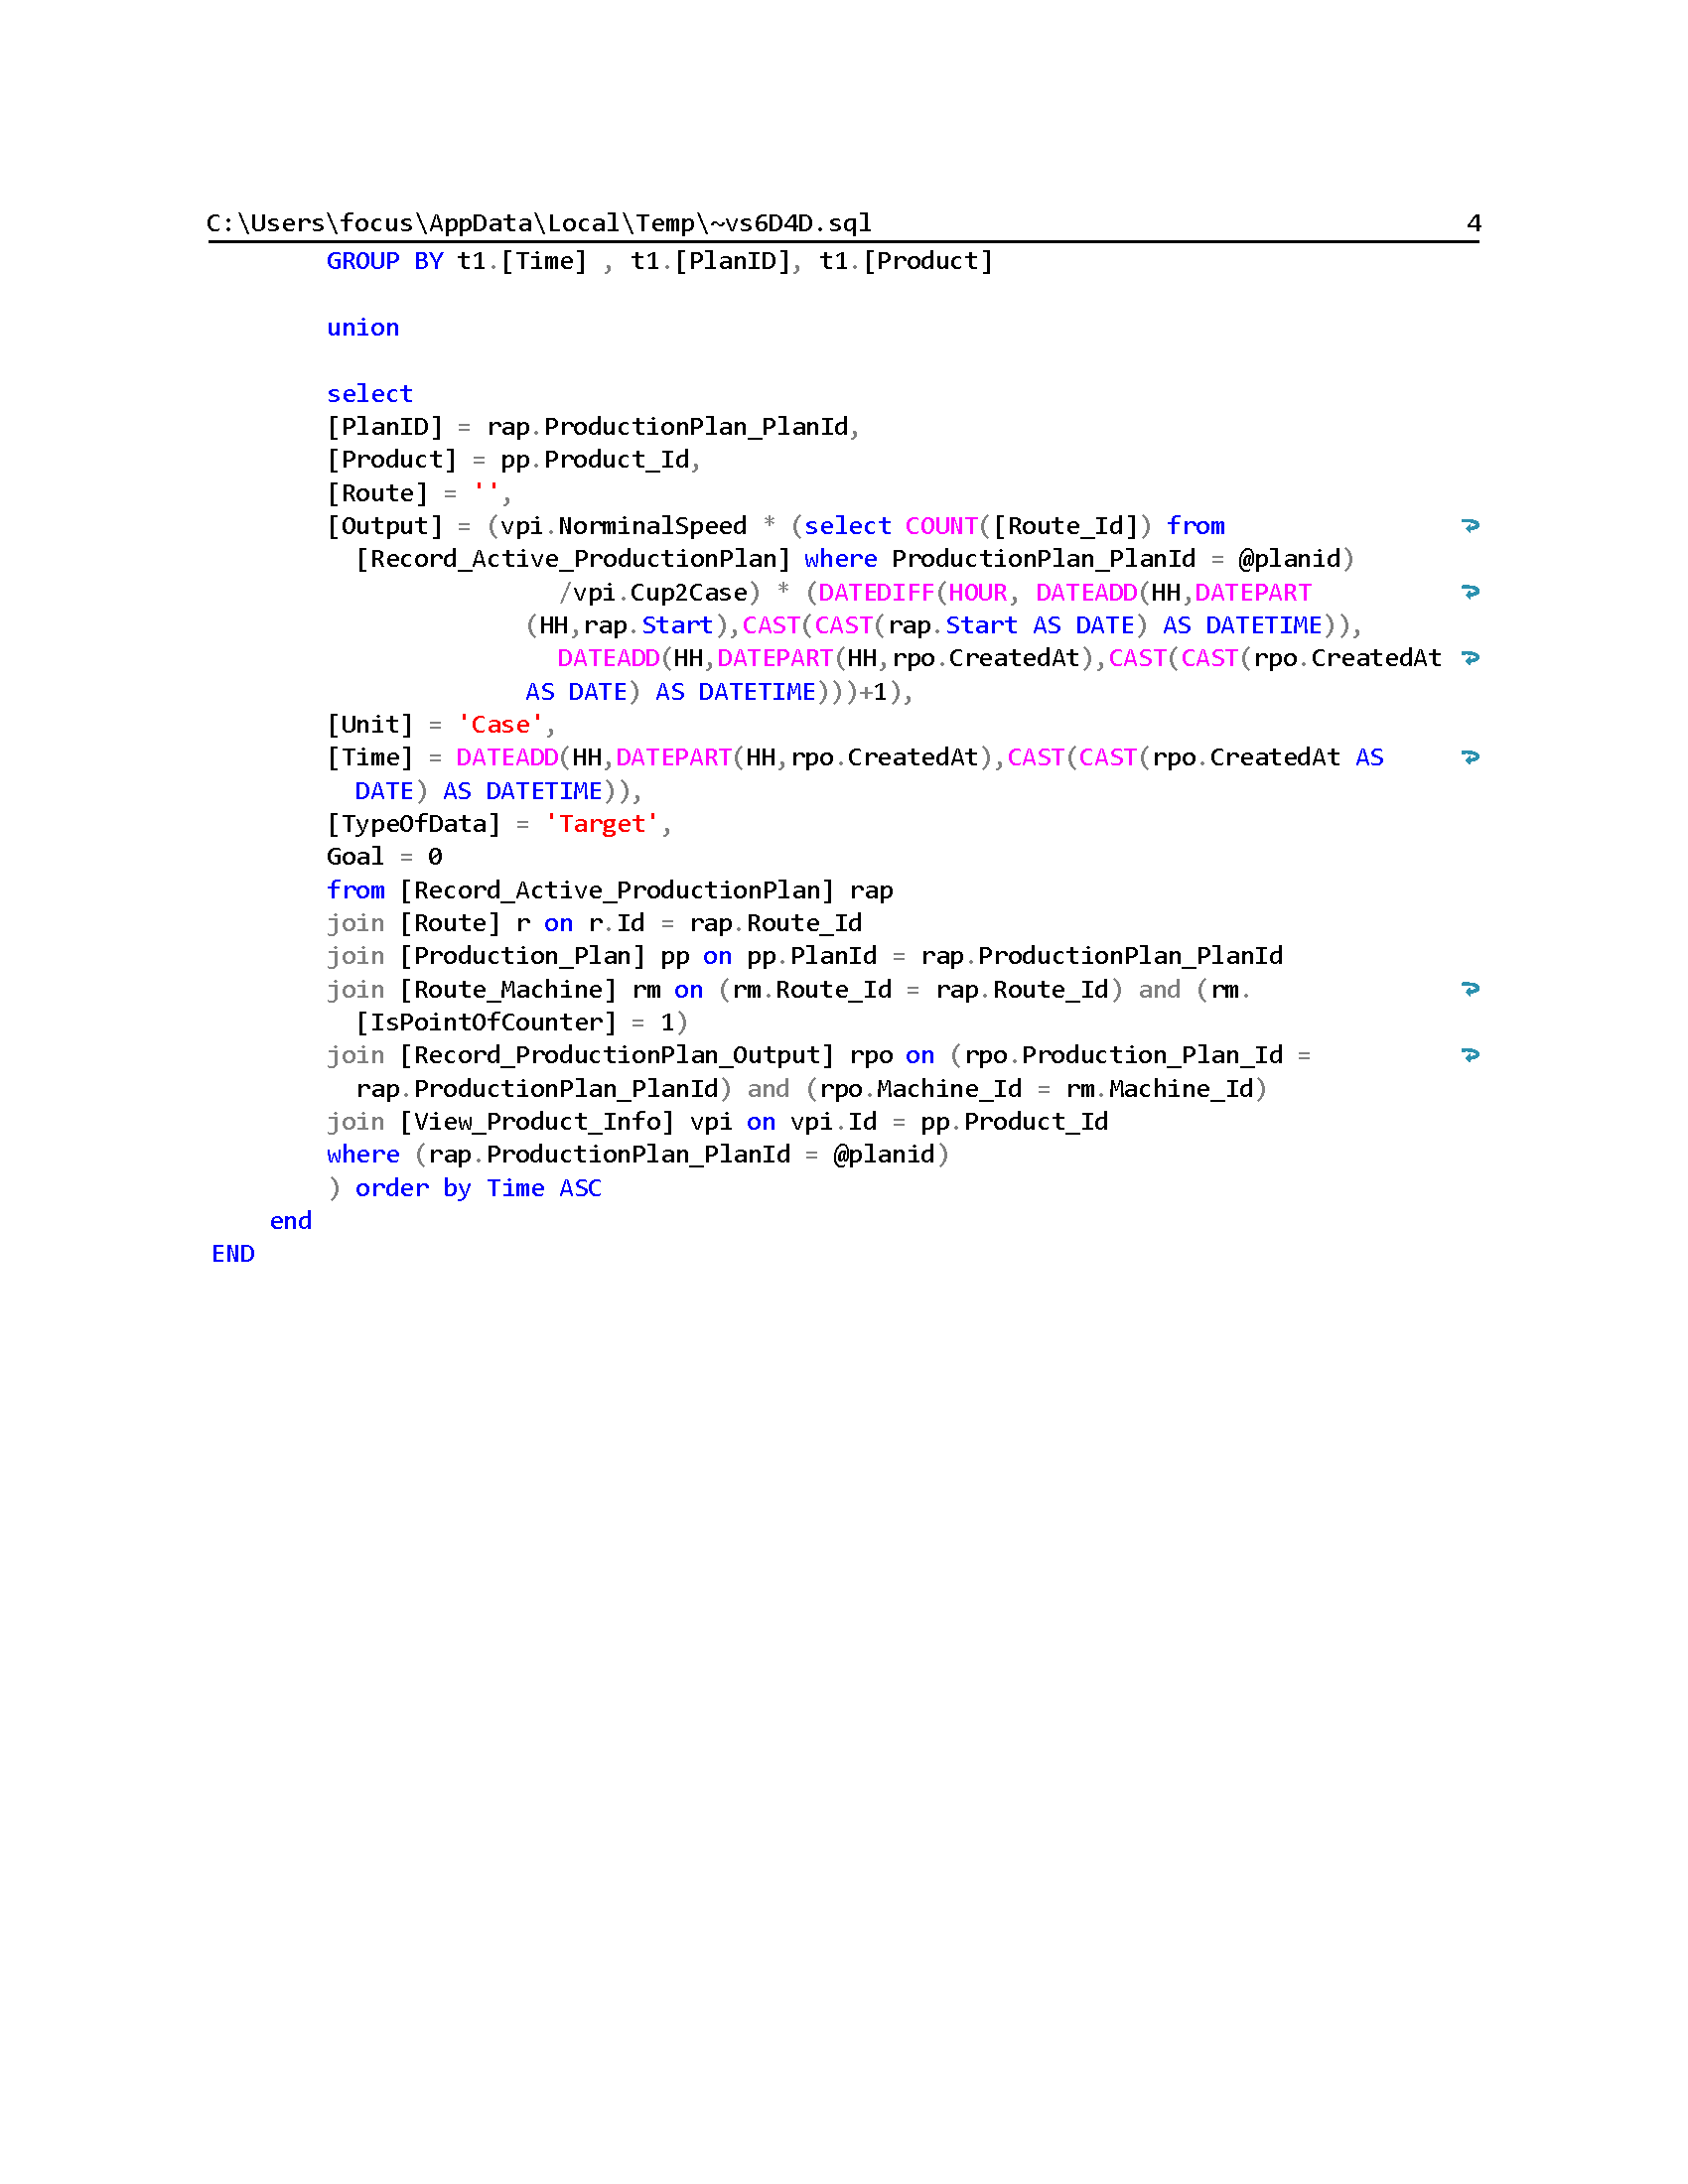 C:\Users\focus\AppData\Local\Temp\~vs6D4D.sql 4
GROUP BY t1.[Time] , t1.[PlanID], t1.[Product]
union
select
[PlanID] = rap.ProductionPlan_PlanId,
[Product] = pp.Product_Id,
[Route] = '',
[Output] = (vpi.NorminalSpeed * (select COUNT([Route_Id]) from
[Record_Active_ProductionPlan] where ProductionPlan_PlanId = @planid)
/vpi.Cup2Case) * (DATEDIFF(HOUR, DATEADD(HH,DATEPART
(HH,rap.Start),CAST(CAST(rap.Start AS DATE) AS DATETIME)),
DATEADD(HH,DATEPART(HH,rpo.CreatedAt),CAST(CAST(rpo.CreatedAt
AS DATE) AS DATETIME)))+1),
[Unit] = 'Case',
[Time] = DATEADD(HH,DATEPART(HH,rpo.CreatedAt),CAST(CAST(rpo.CreatedAt AS
DATE) AS DATETIME)),
[TypeOfData] = 'Target',
Goal = 0
from [Record_Active_ProductionPlan] rap
join [Route] r on r.Id = rap.Route_Id
join [Production_Plan] pp on pp.PlanId = rap.ProductionPlan_PlanId
join [Route_Machine] rm on (rm.Route_Id = rap.Route_Id) and (rm.
[IsPointOfCounter] = 1)
join [Record_ProductionPlan_Output] rpo on (rpo.Production_Plan_Id =
rap.ProductionPlan_PlanId) and (rpo.Machine_Id = rm.Machine_Id)
join [View_Product_Info] vpi on vpi.Id = pp.Product_Id
where (rap.ProductionPlan_PlanId = @planid)
) order by Time ASC
end
END